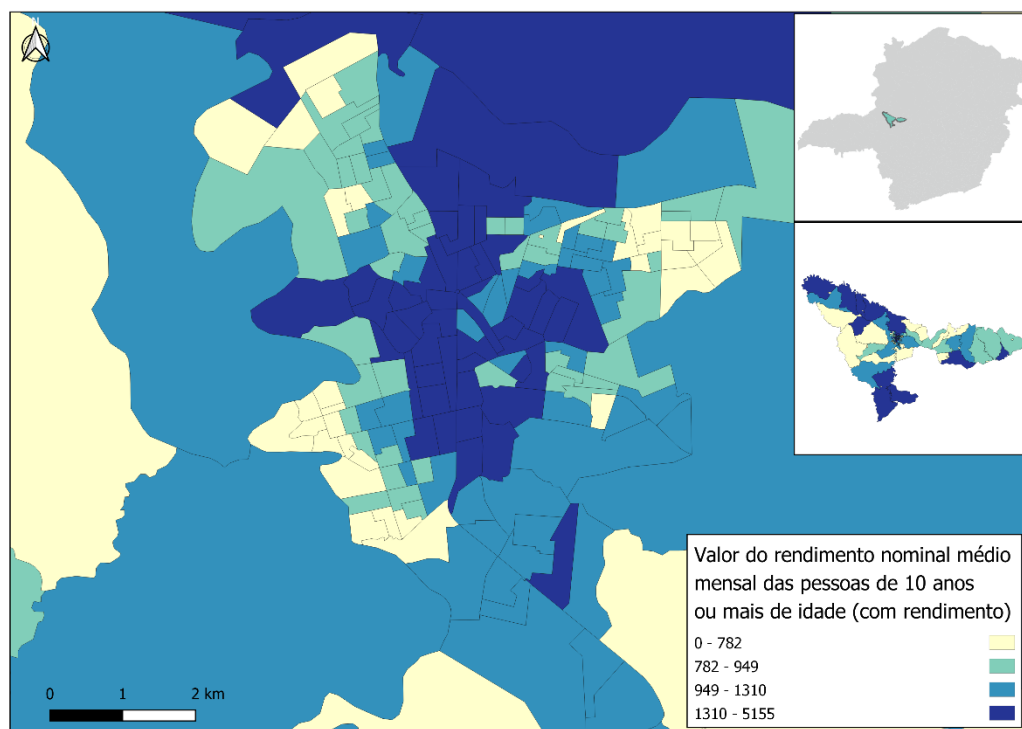 N
Valor do rendimento nominal médio
mensal das pessoas de 10 anos
ou mais de idade (com rendimento)
0 - 782
782 - 949
949 - 1310
1310 - 5155
0 1 2 km